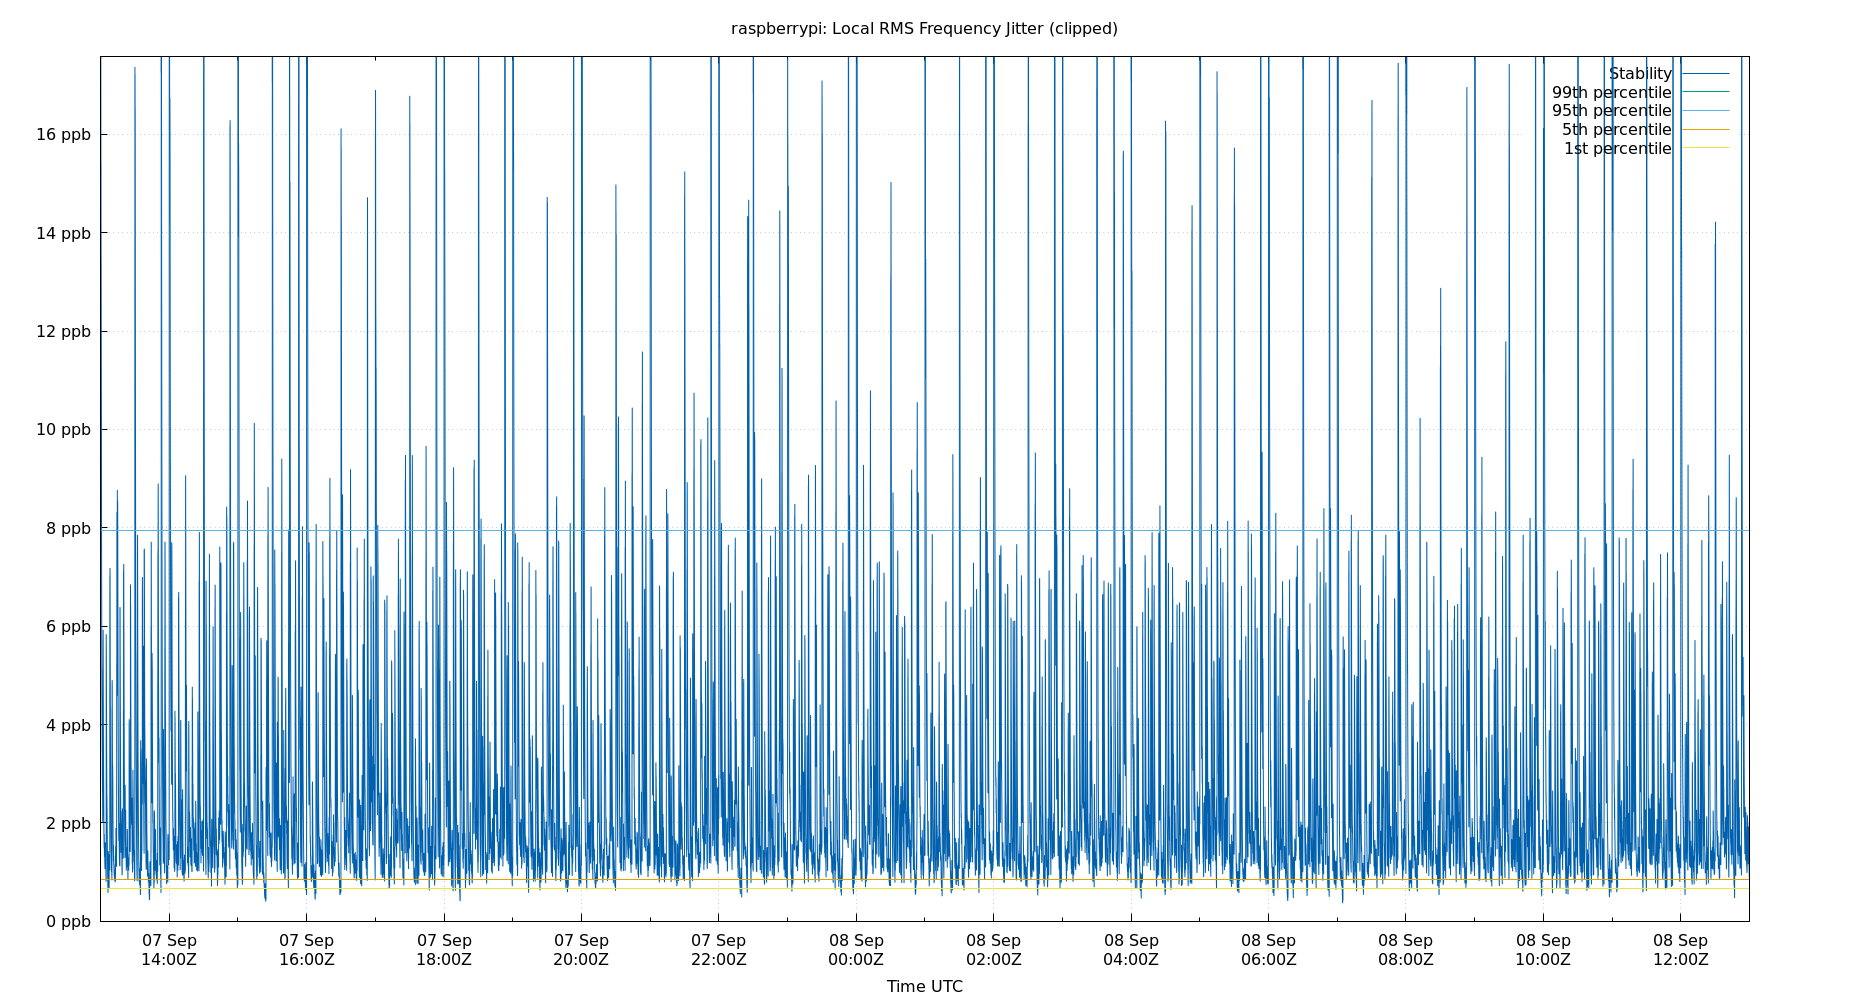 raspberrypi: Local RMS Frequency Jitter (clipped)
Stability
99th percentile
95th percentile
5th percentile
1st percentile
16 ppb
14 ppb
12 ppb
10 ppb
8 ppb
6 ppb
4 ppb
2 ppb
0 ppb
07 Sep 07 Sep 07 Sep 07 Sep 07 Sep 08 Sep 08 Sep 08 Sep 08 Sep 08 Sep 08 Sep 08 Sep
14:00Z 16:00Z 18:00Z 20:00Z 22:00Z 00:00Z 02:00Z 04:00Z 06:00Z 08:00Z 10:00Z 12:00Z
Time UTC